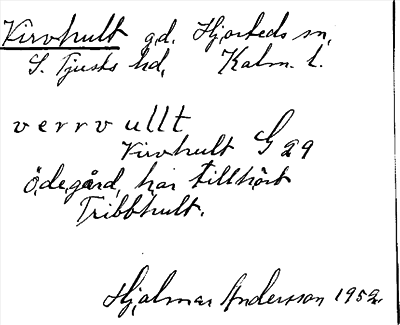 Virvhult gd. Hjorteds sn,
S. Tjusts hd, Kalm. l.
verrvullt
Virvhult G 29
ödegård, har tillhört
Tribbhult.
Hjalmar Andersson 1952.